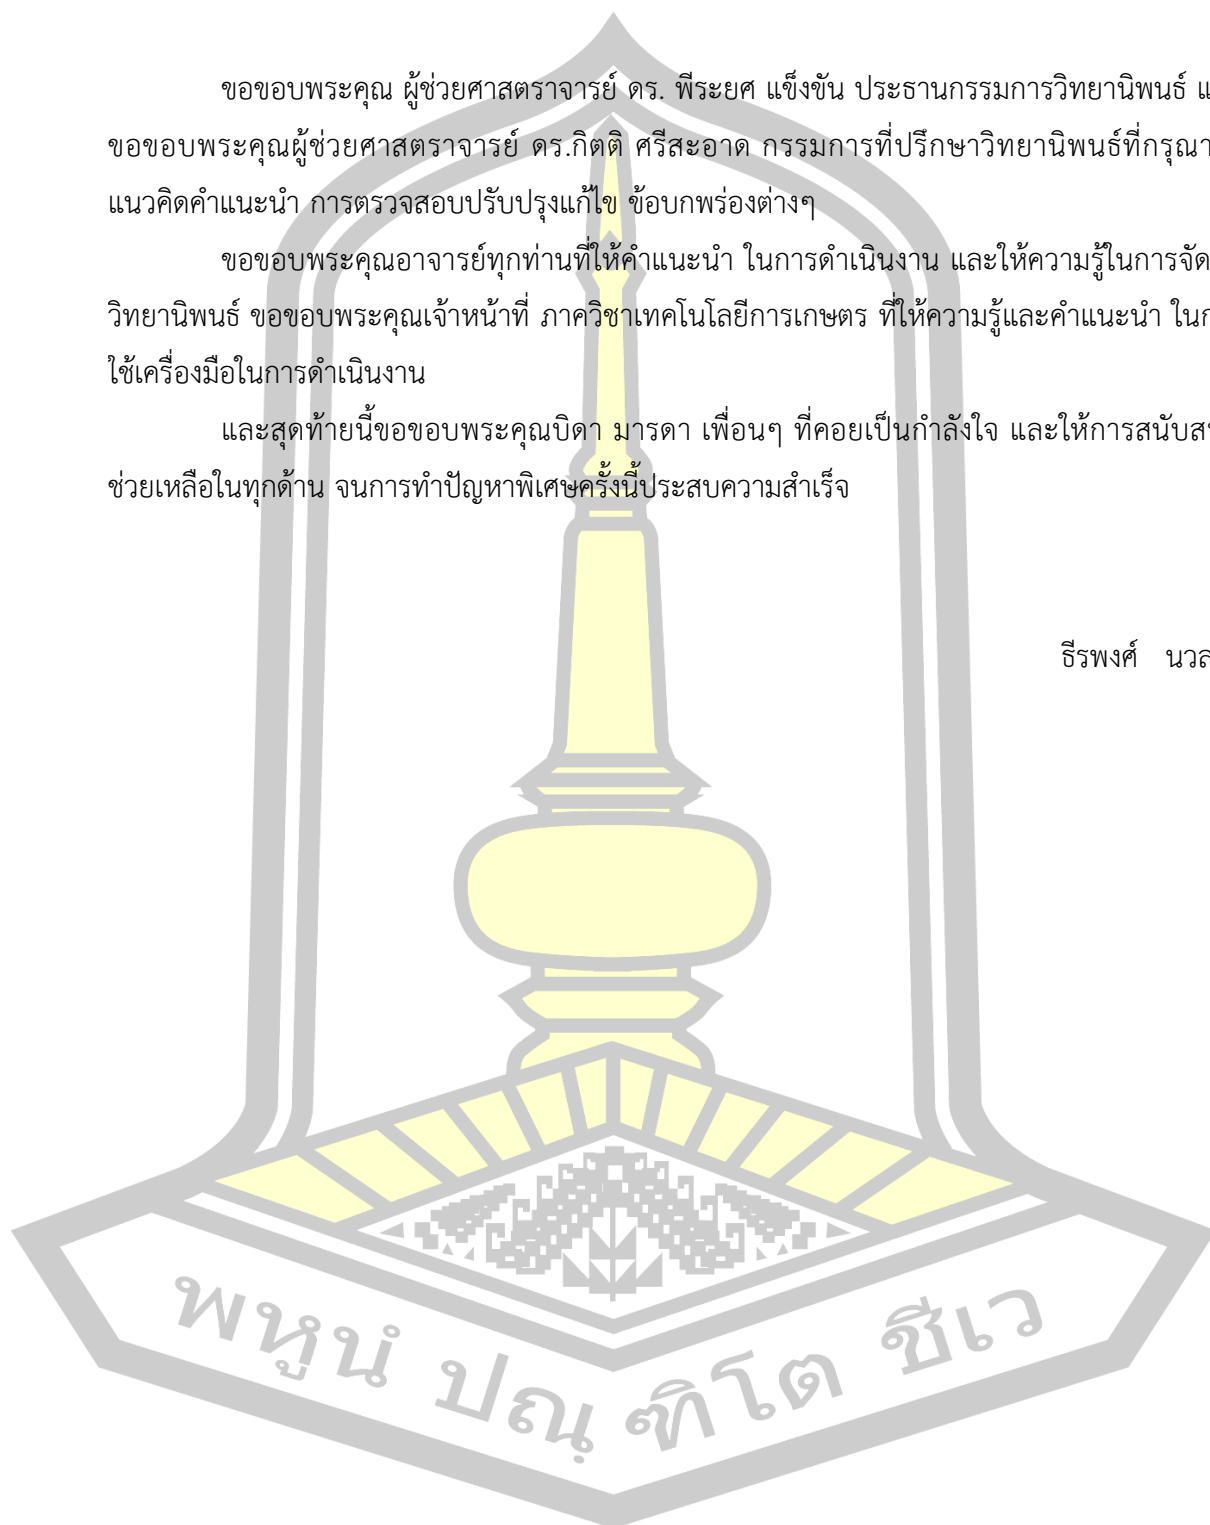 ขอขอบพระคุณ ผู้ช่วยศาสตราจารย์ ดร. พีระยศ แข็งขัน ประธานกรรมการวิทยานิพนธ์
ขอขอบพระคุณผู้ช่วยศาสตราจารย์ ดร.กิตติ ศรีสะอาด กรรมการที่ปรึกษาวิทยานิพนธ์ที่กรุณา
แนวคิดคำแนะนำ การตรวจสอบปรับปรุงแก้ไข ข้อบกพร่องต่างๆ
ขอขอบพระคุณอาจารย์ทุกท่านที่ให้คำแนะนำ ในการดำเนินงาน และให้ความรู้ในการจัด
วิทยานิพนธ์ ขอขอบพระคุณเจ้าหน้าที่ ภาควิชาเทคโนโลยีการเกษตร ที่ให้ความรู้และคำแนะนำ ใน
ใช้เครื่องมือในการดำเนินงาน
และสุดท้ายนี้ขอขอบพระคุณบิดา มารดา เพื่อนๆ ที่คอยเป็นกำลังใจ และให้การ
ช่วยเหลือในทุกด้าน จนการทำปัญหาพิเศษครั้งนี้ประสบความสำเร็จ
ธีรพงศ์
พหูนํ ปณฺฑิโต ชีเว